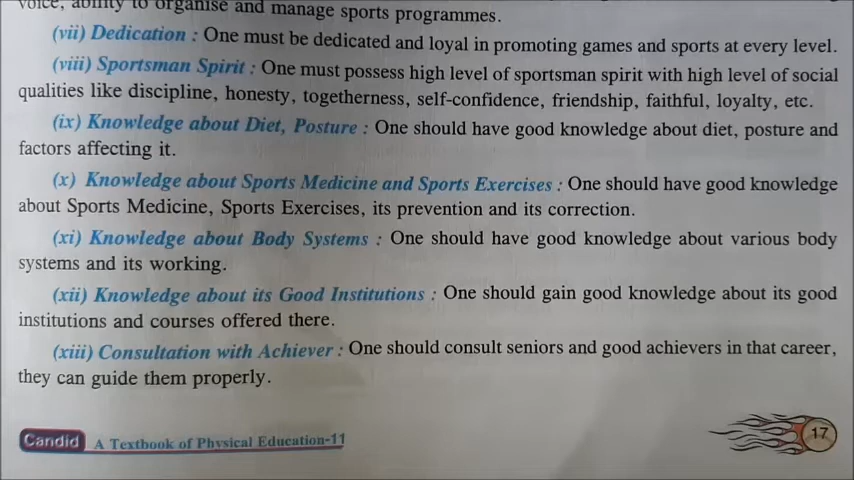 voice, ability to organise and manage sports programmes.
(vii) Dedication : One must be dedicated and loyal in promoting games and sports at every level.
(viii) Sportsman Spirit : One must possess high level of sportsman spirit with high level of social
qualities like discipline, honesty, togetherness, self-confidence, friendship, faithful, loyalty, etc.
(ix) Knowledge about Diet, Posture : One should have good knowledge about diet, posture and
factors affecting it.
(x) Knowledge about Sports Medicine and Sports Exercises : One should have good knowledge
about Sports Medicine, Sports Exercises, its prevention and its correction.
(xi) Knowledge about Body Systems : One should have good knowledge about various body
systems and its working.
(xii) Knowledge about its Good Institutions : One should gain good knowledge about its good
institutions and courses offered there.
(xiii) Consultation with Achiever : One should consult seniors and good achievers in that career,
they can guide them properly.
Candid A Textbook of Physical Education-11
17